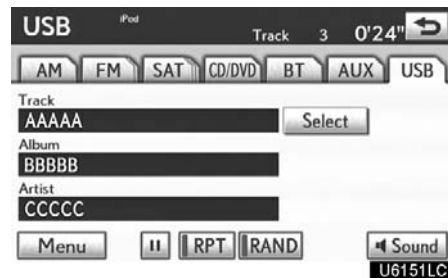 USB iPod Track 3 0'24"
AM FM SAT CD/DVD BT AUX USB
Track
AAAAA Select
Album
BBBBB
Artist
CCCCC
Menu RPT RAND Sound
U6151LC